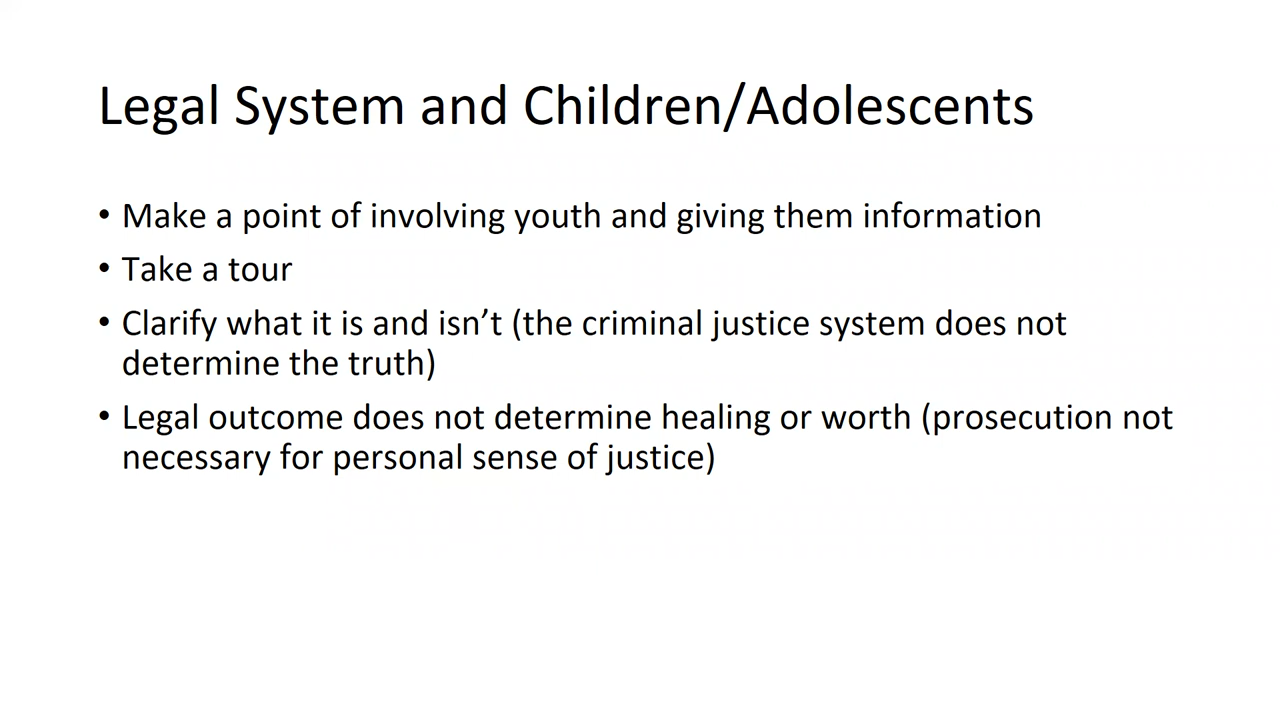 Legal System and Children/Adolescents
• Make a point of involving youth and giving them information
• Take a tour
• Clarify what it is and isn’t (the criminal justice system does not
determine the truth)
• Legal outcome does not determine healing or worth (prosecution not
necessary for personal sense of justice)